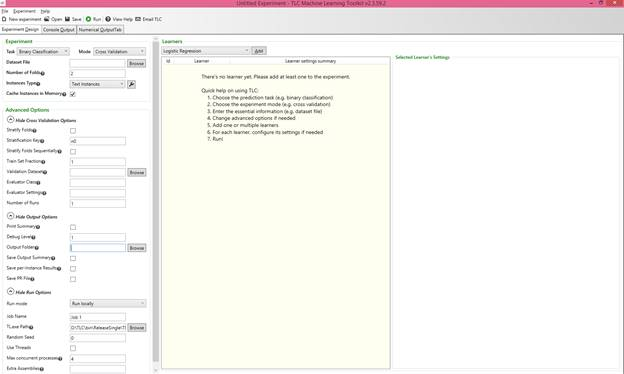 Untitled Experiment - TLC Machine Learning Toolkit v2.3.59.2
File Experiment Help
New experiment Open Save Run View Help Email TLC
Experiment Design Console Output Numerical OutputTab
Experiment
Task Binary Classification Mode Cross Validation
Dataset File Browse
Number of Folds 2
Instances Type Text Instances
Cache Instances in Memory
Advanced Options
Hide Cross Validation Options
Stratify Folds
Stratification Key
Stratify Folds Sequentially
Train Set Fraction 1
Validation Dataset Browse
Evaluator Class
Evaluator Settings
Number of Runs 1
Hide Output Options
Print Summary
Debug Level 1
Output Folder Browse
Save Output Summary
Save per-Instance Results
Save PR File
Hide Run Options
Run mode Run locally
Job Name Job 1
TLexe Path D:\TLC\bin\ReleaseSingle\T Browse
Random Seed 0
Use Threads
Max concurrent processes 4
Extra Assemblies
Learners
Logistic Regression Add
Id Learner Learner settings summary
There's no learner yet. Please add at least one to the experiment.
Quick help on using TLC:
1. Choose the prediction task (e.g. binary classification)
2. Choose the experiment mode (e.g. cross validation)
3. Enter the essential information (e.g. dataset file)
4. Change advanced options if needed
5. Add one or multiple learners
6. For each learner, configure its settings if needed
7. Run!
Selected Learner's Settings